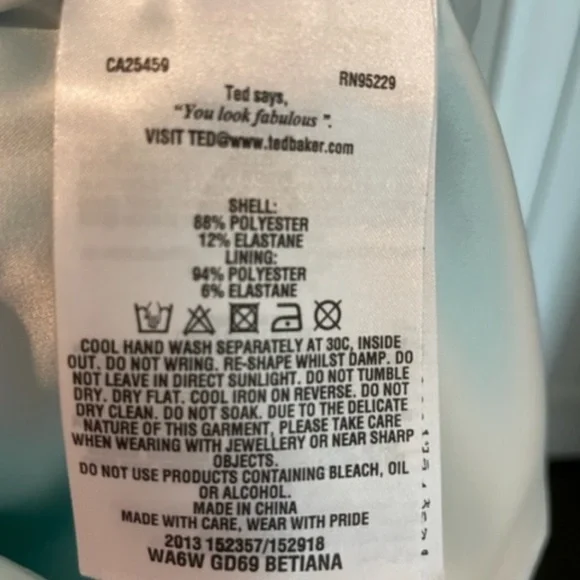 CA25459
RN95229
Ted says,
"You look fabulous ".
VISIT TED@www.tedbaker.com
SHELL:
88% POLYESTER
12% ELASTANE
LINING:
94% POLYESTER
6% ELASTANE
COOL HAND WASH SEPARATELY AT 30C, INSIDE
OUT. DO NOT WRING. RE-SHAPE WHILST DAMP. DO
NOT LEAVE IN DIRECT SUNLIGHT. DO NOT TUMBLE
DRY. DRY FLAT. COOL IRON ON REVERSE. DO NOT
DRY CLEAN. DO NOT SOAK. DUE TO THE DELICATE
NATURE OF THIS GARMENT, PLEASE TAKE CARE
WHEN WEARING WITH JEWELLERY OR NEAR SHARP
OBJECTS.
DO NOT USE PRODUCTS CONTAINING BLEACH, OIL
OR ALCOHOL.
MADE IN CHINA
MADE WITH CARE, WEAR WITH PRIDE
2013 152357/152918
WA6W GD69 BETIANA